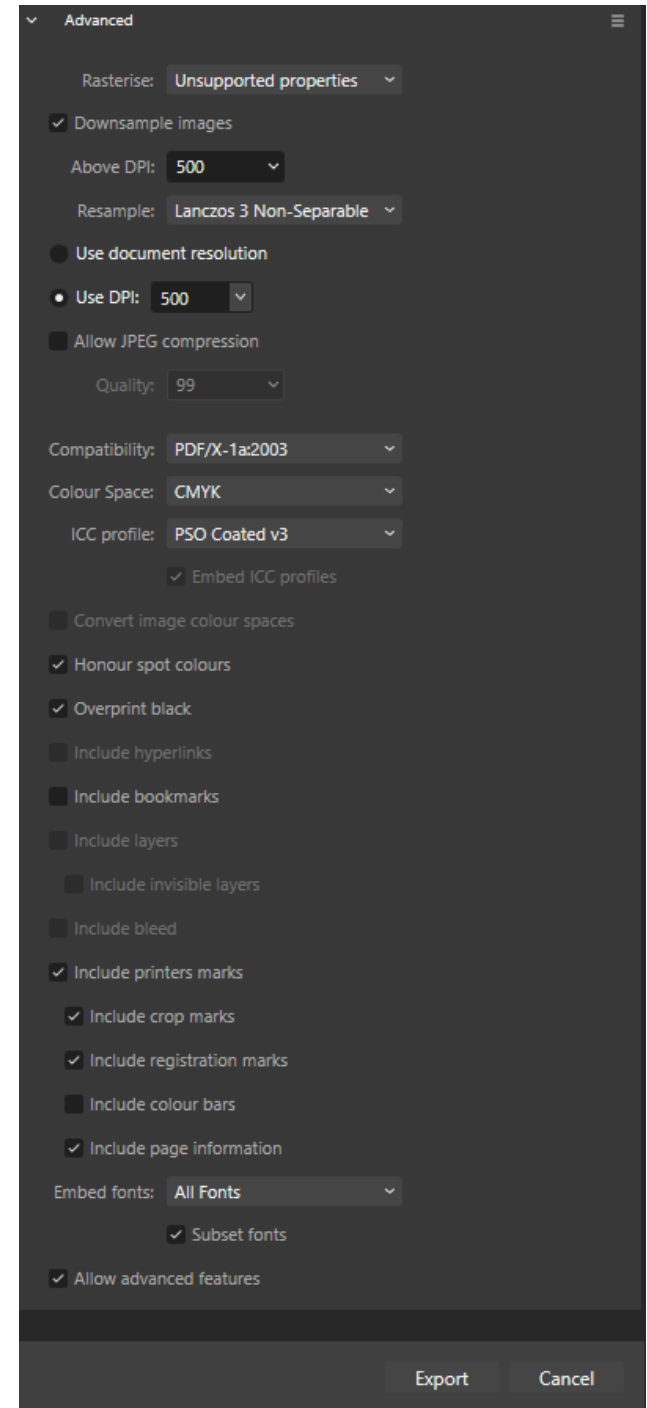 Advanced
Rasterise: Unsupported properties
Downsample images
Above DPI: 500
Resample: Lanczos 3 Non-Separable
Use document resolution
Use DPI: 500
Allow JPEG compression
Quality: 99
Compatibility: PDF/X-1a:2003
Colour Space: CMYK
ICC profile: PSO Coated v3
Embed ICC profiles
Convert image colour spaces
Honour spot colours
Overprint black
Include hyperlinks
Include bookmarks
Include layers
Include invisible layers
Include bleed
Include printers marks
Include crop marks
Include registration marks
Include colour bars
Include page information
Embed fonts: All Fonts
Subset fonts
Allow advanced features
Export Cancel